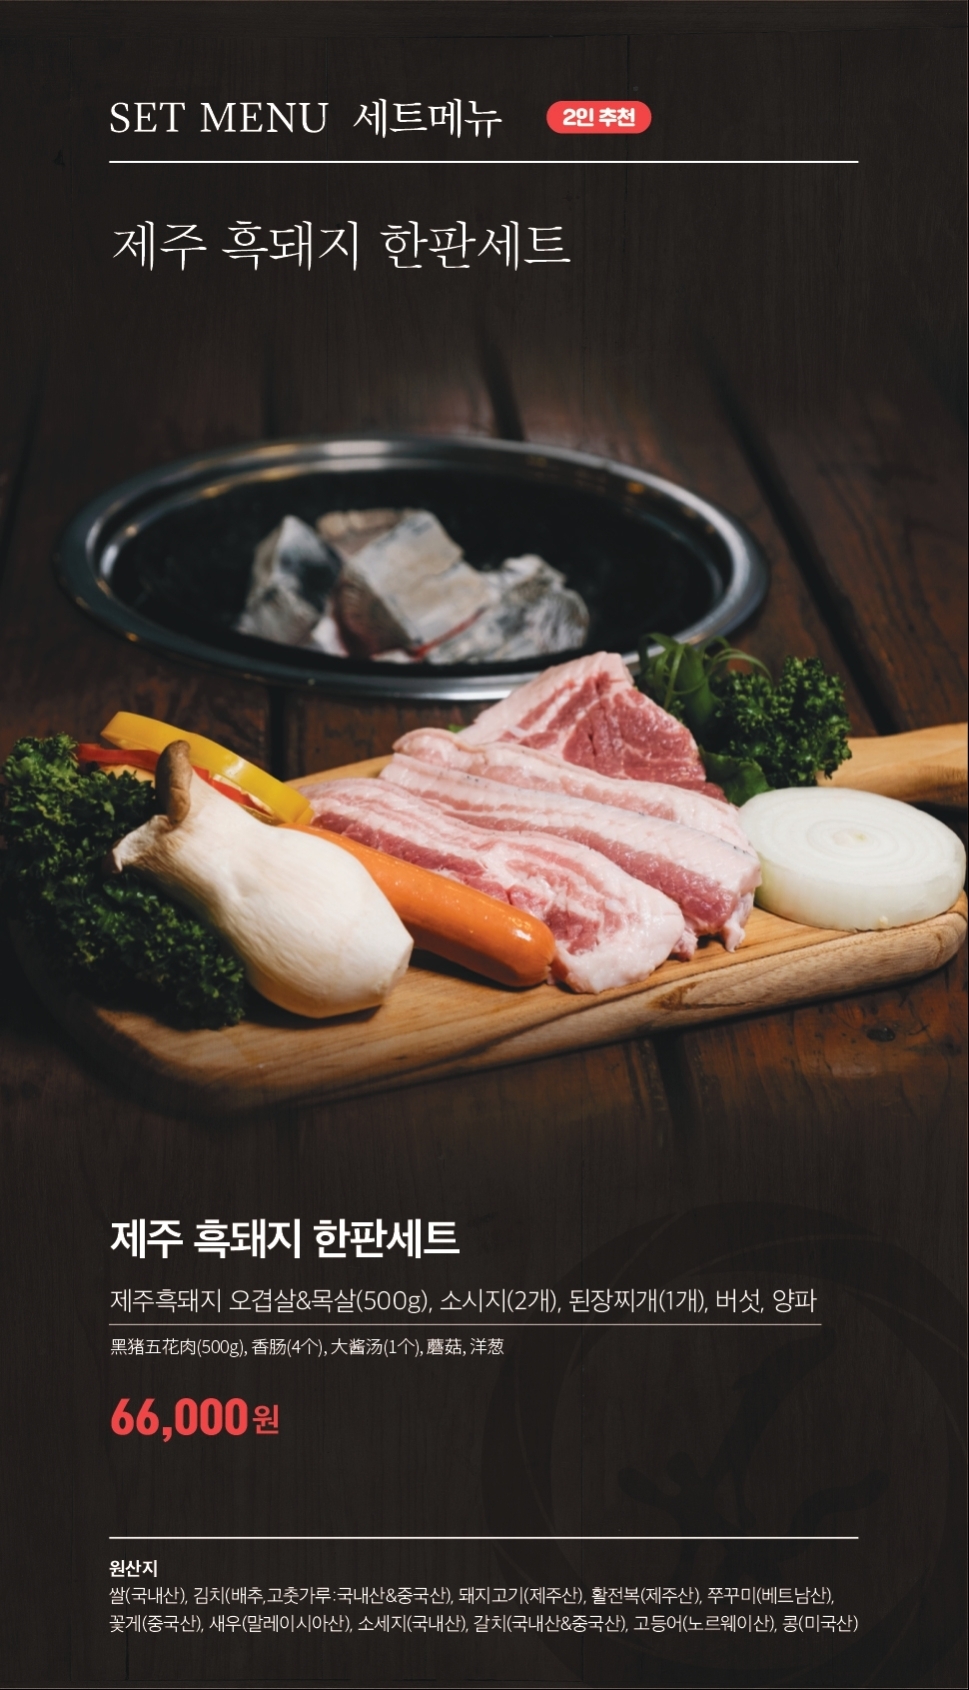 SET MENU 세트메뉴 2인 추천
제주 흑돼지 한판세트
제주 흑돼지 한판세트
제주흑돼지 오겹살&목살(500g), 소시지(2개), 된장찌개(1개), 버섯, 양파
黑猪五花肉(500g), 香肠(4个), 大酱汤(1个), 蘑菇, 洋葱
66,000원
원산지
쌀(국내산), 김치(배추,고춧가루:국내산&중국산), 돼지고기(제주산), 활전복(제주산), 쭈꾸미(베트남산),
꽃게(중국산), 새우(말레이시아산), 소세지(국내산), 갈치(국내산&중국산), 고등어(노르웨이산), 콩(미국산)